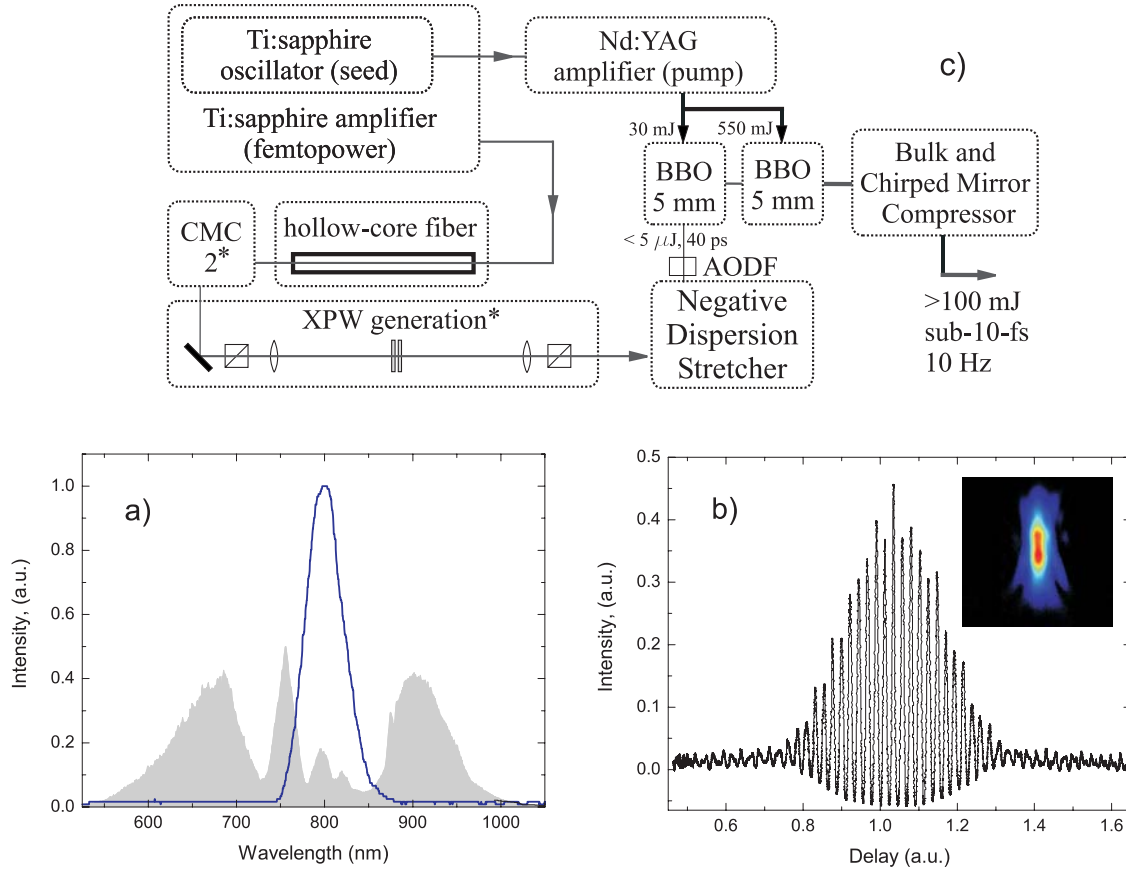 Ti:sapphire
oscillator (seed)
Ti:sapphire amplifier
(femtopower)
Nd:YAG
amplifier (pump)
c)
30 mJ
550 mJ
BBO
5 mm
BBO
5 mm
Bulk and
Chirped Mirror
Compressor
CMC
2*
hollow-core fiber
< 5 μJ, 40 ps
AODF
Negative
Dispersion
Stretcher
XPW generation*
>100 mJ
sub-10-fs
10 Hz
a)
Intensity, (a.u.)
1.0
0.8
0.6
0.4
0.2
0.0
600 700 800 900 1000
Wavelength (nm)
b)
Intensity, (a.u.)
0.5
0.4
0.3
0.2
0.1
0.0
0.6 0.8 1.0 1.2 1.4 1.6
Delay (a.u.)